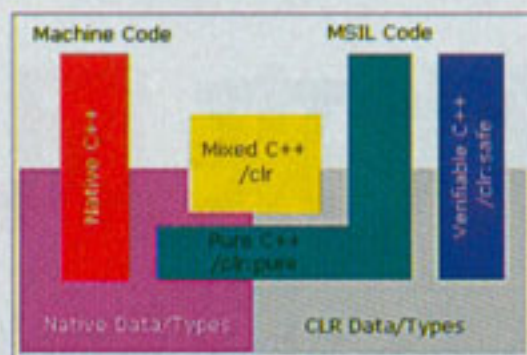 Machine Code
MSIL Code
Native C++
Mixed C++
/clr
Verifiable C++
/clr:safe
Pure C++
/clr:pure
Native Data/Types
CLR Data/Types